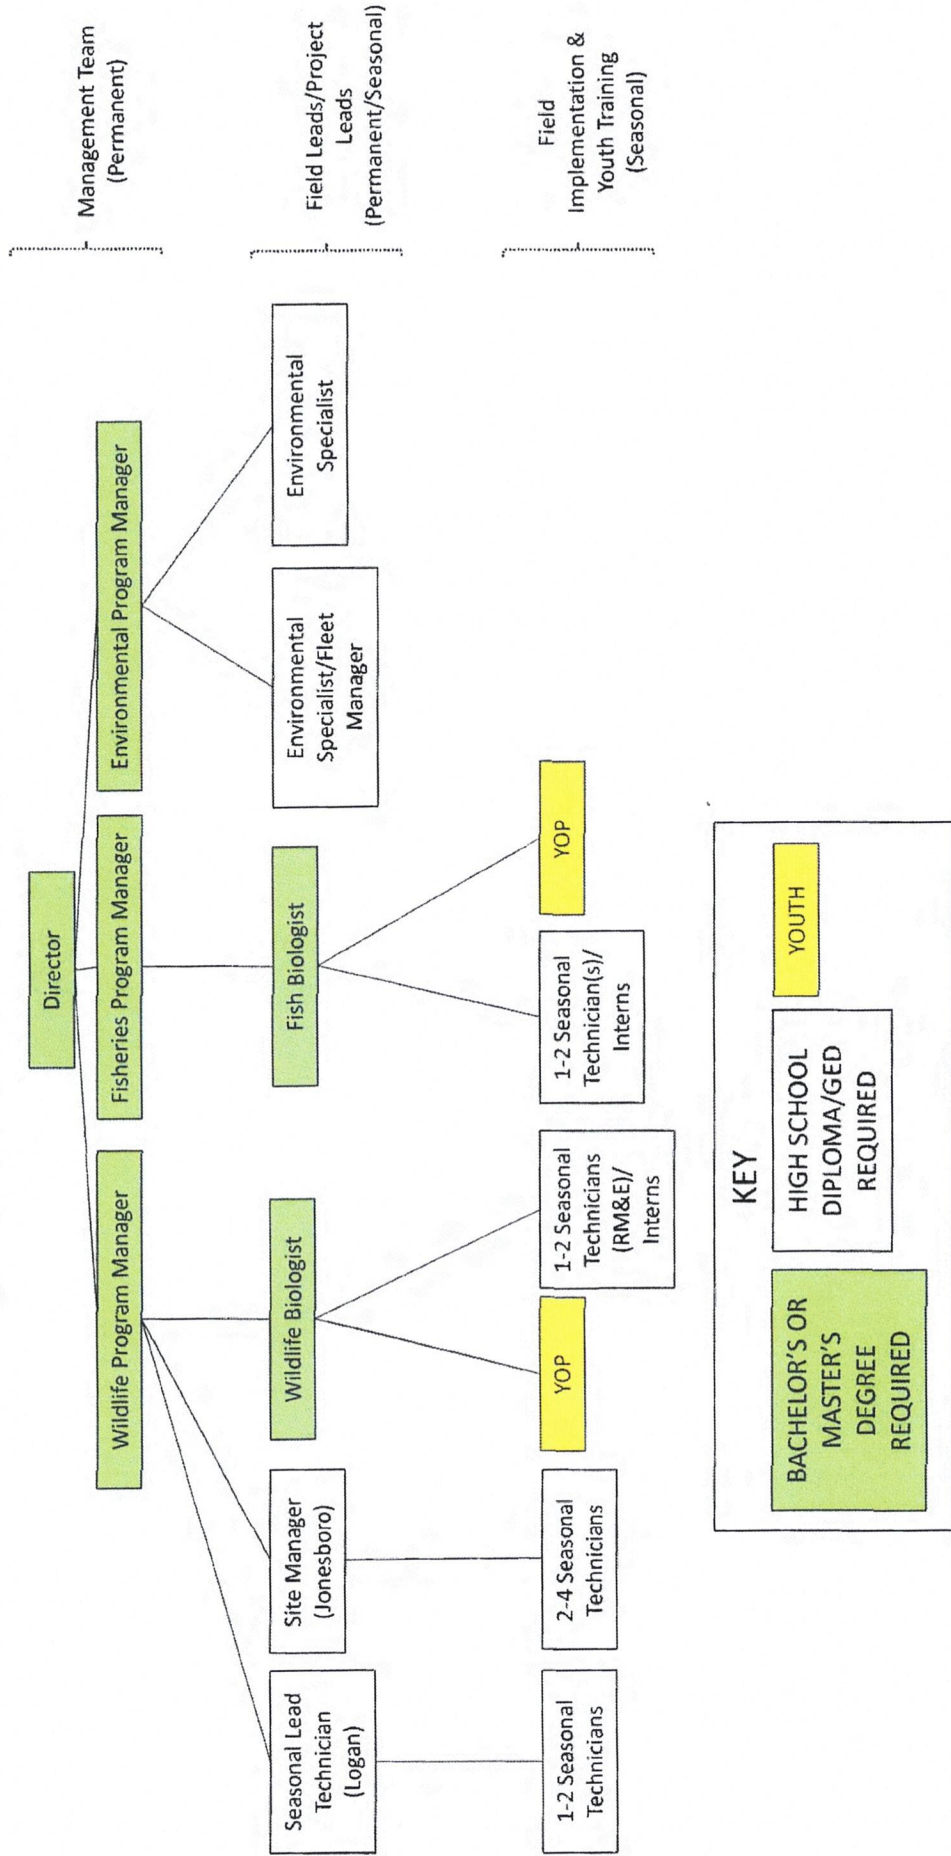 Director
Wildlife Program Manager
Fisheries Program Manager
Environmental Program Manager
Management Team
(Permanent)
Seasonal Lead
Technician
(Logan)
Site Manager
(Jonesboro)
Wildlife Biologist
Fish Biologist
Environmental
Specialist/Fleet
Manager
Environmental
Specialist
Field Leads/Project
Leads
(Permanent/Seasonal)
1-2 Seasonal
Technicians
2-4 Seasonal
Technicians
YOP
1-2 Seasonal
Technicians
(RM&E)/
Interns
1-2 Seasonal
Technician(s)/
Interns
YOP
Field
Implementation &
Youth Training
(Seasonal)
KEY
BACHELOR'S OR
MASTER'S
DEGREE
REQUIRED
HIGH SCHOOL
DIPLOMA/GED
REQUIRED
YOUTH